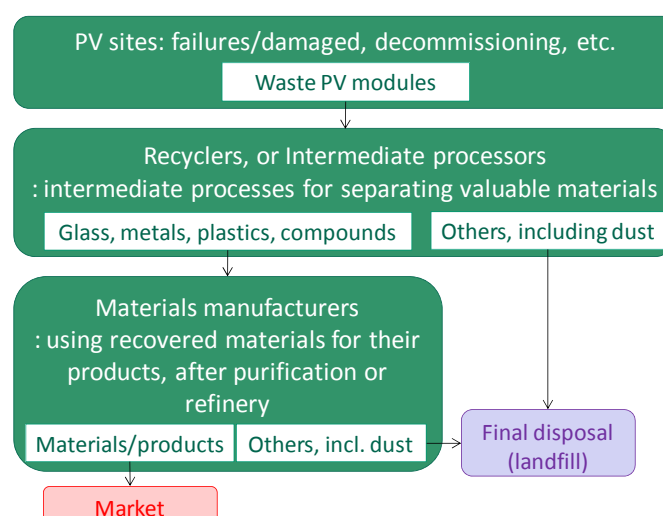 PV sites: failures/damaged, decommissioning, etc.
Waste PV modules
Recyclers, or Intermediate processors
: intermediate processes for separating valuable materials
Glass, metals, plastics, compounds
Others, including dust
Materials manufacturers
: using recovered materials for their
products, after purification or
refinery
Materials/products
Others, incl. dust
Final disposal
(landfill)
Market